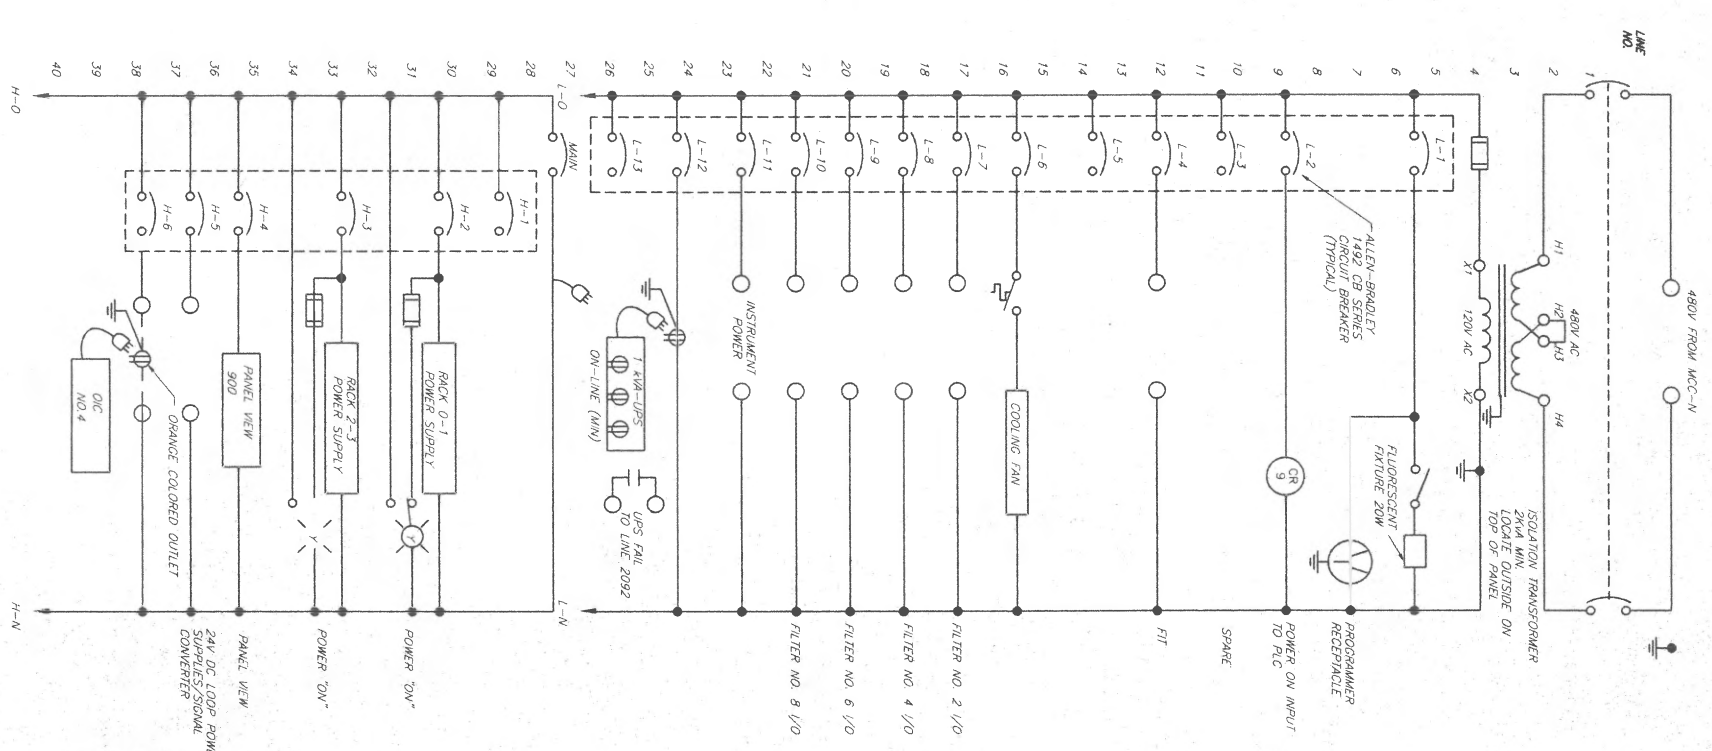 LINE
NO.
1
2
3
4
5
6
7
8
9
10
11
12
13
14
15
16
17
18
19
20
21
22
23
24
25
26
27
28
29
30
31
32
33
34
35
36
37
38
39
40
480V FROM MCC-N
H1
480V AC
H2
H3
H4
X1
120V AC
X2
ISOLATION TRANSFORMER
2KVA MIN.
LOCATE OUTSIDE ON
TOP OF PANEL
L-1
FLUORESCENT
FIXTURE 20W
PROGRAMMER
RECEPTACLE
L-2
ALLEN-BRADLEY
1492 CB SERIES
CIRCUIT BREAKER
(TYPICAL)
CR
9
POWER ON INPUT
TO PLC
L-3
SPARE
L-4
FIT
L-5
L-6
COOLING FAN
L-7
FILTER NO. 2 I/O
L-8
FILTER NO. 4 I/O
L-9
FILTER NO. 6 I/O
L-10
FILTER NO. 8 I/O
L-11
INSTRUMENT
POWER
L-12
L-13
1 kVA-UPS
ON-LINE (MIN)
UPS FAIL
TO LINE 2092
L-O
L-N
MAIN
H-1
H-2
RACK 0-1
POWER SUPPLY
Y
POWER "ON"
H-3
RACK 2-3
POWER SUPPLY
Y
POWER "ON"
H-4
PANEL VIEW
900
PANEL VIEW
H-5
24V DC LOOP POW
SUPPLIES/SIGNAL
CONVERTER
H-6
ORANGE COLORED OUTLET
OIC
NO.4
H-O
H-N